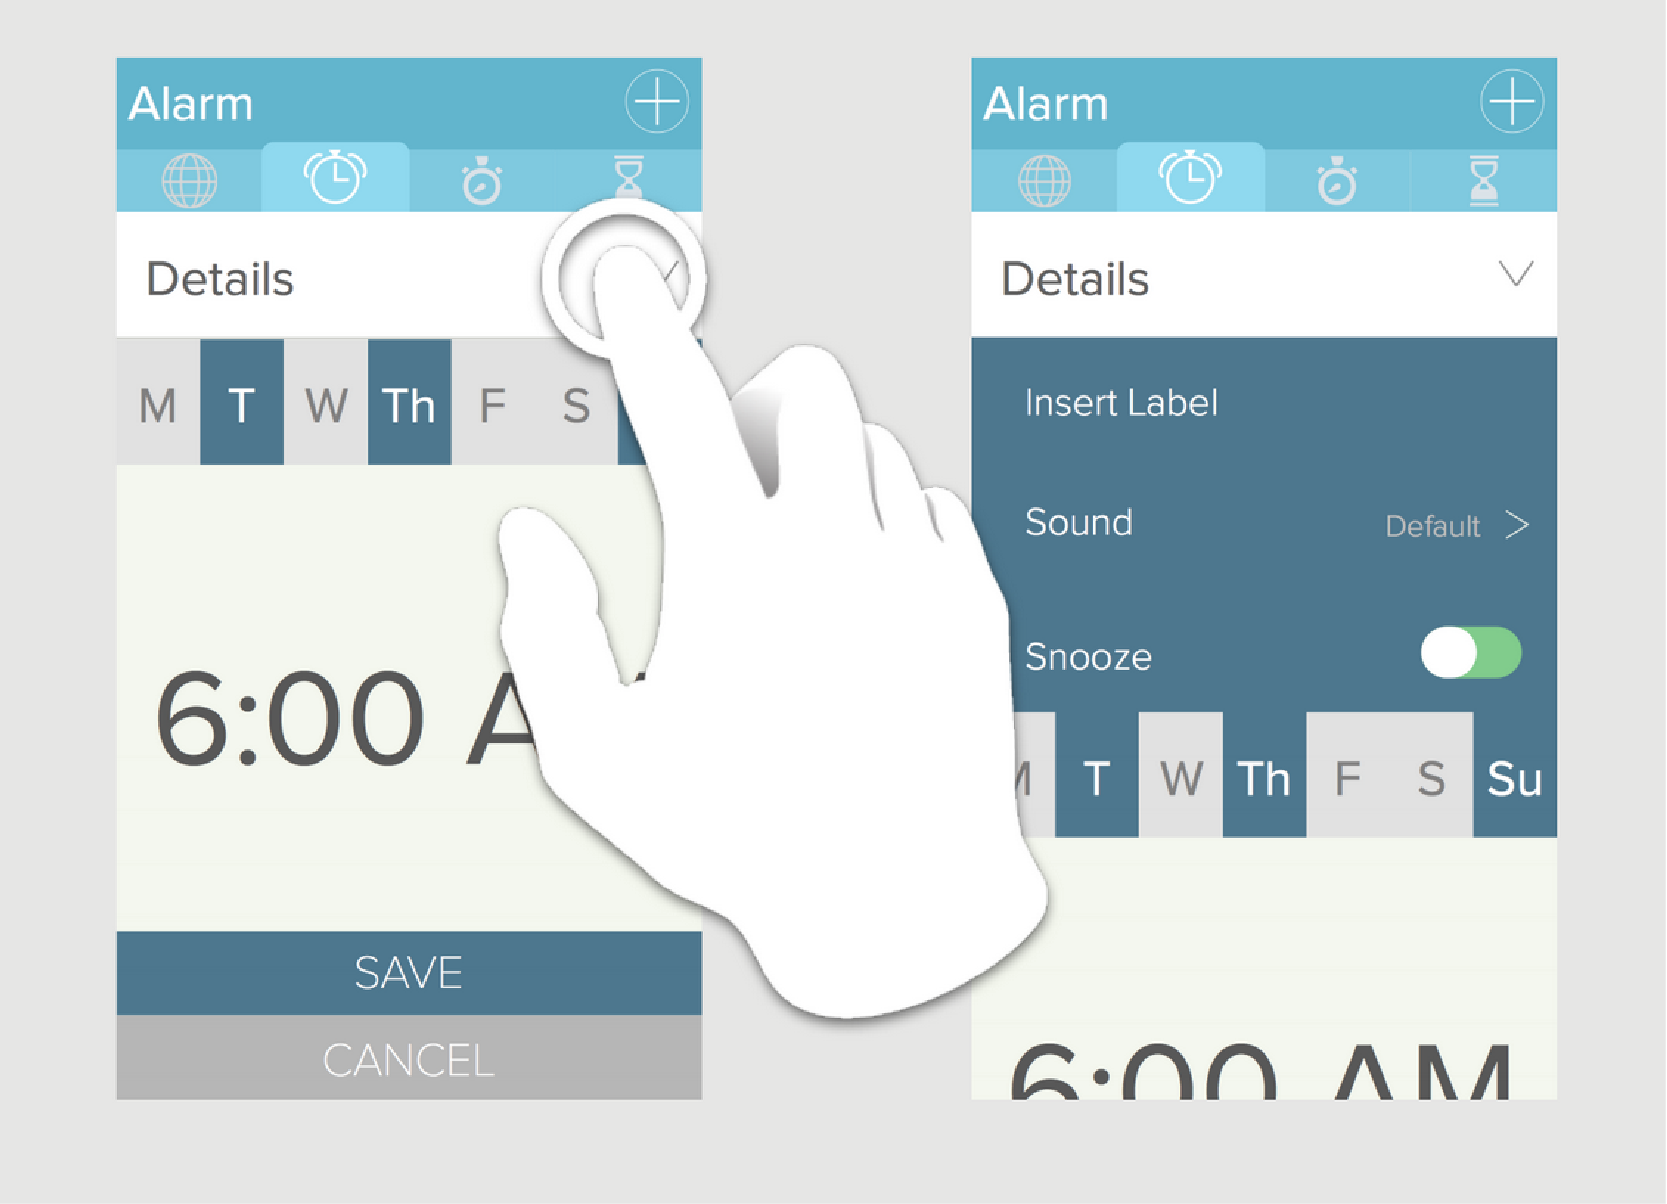 Alarm
Details
M T W Th F S
6:00 A
SAVE
CANCEL
Alarm
Details
Insert Label
Sound Default >
Snooze
T W Th F S Su
6:00 AM